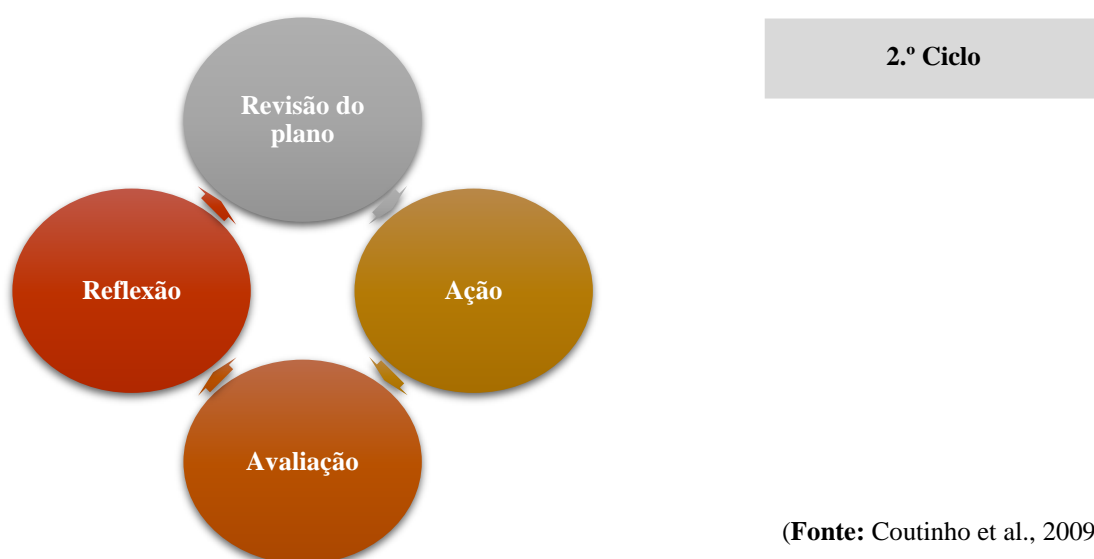 2.º Ciclo
Revisão do
plano
Reflexão
Ação
Avaliação
(Fonte: Coutinho et al., 2009